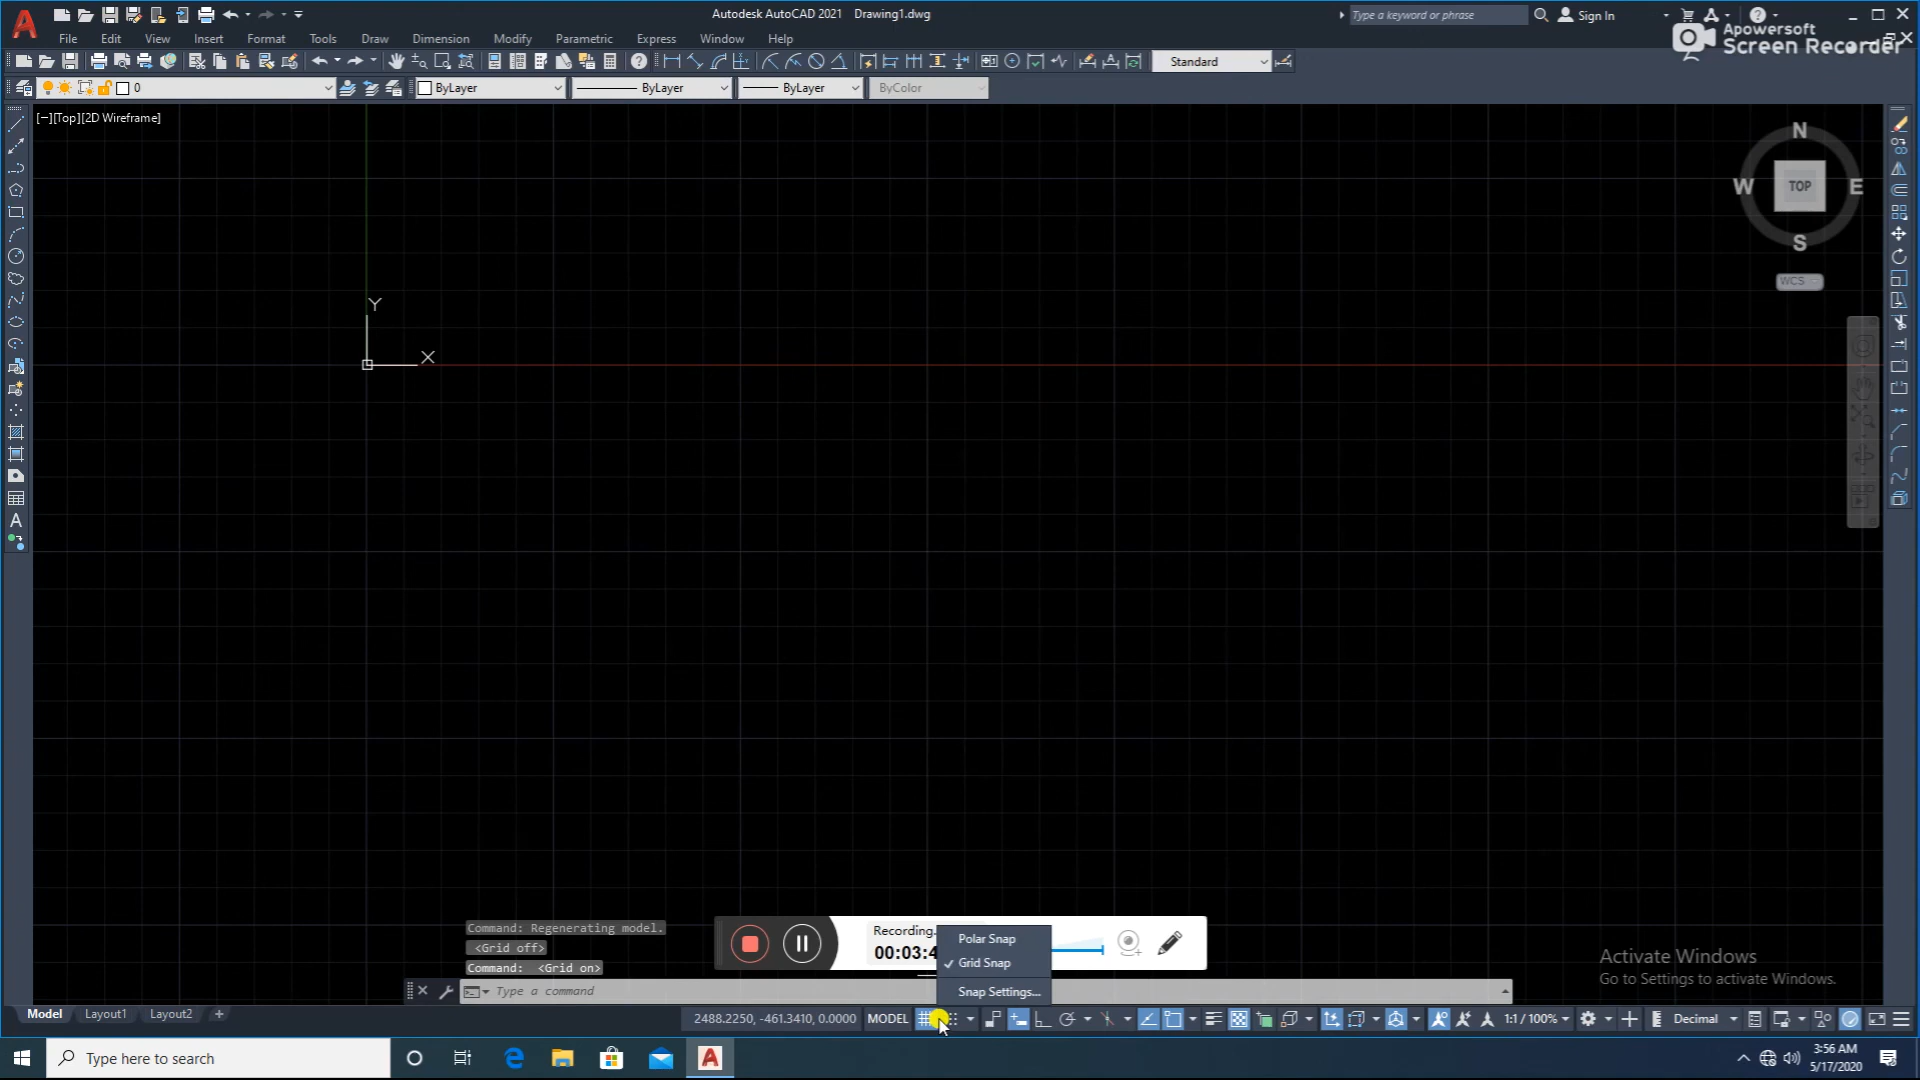 Autodesk AutoCAD 2021 Drawing1.dwg
Type a keyword or phrase
Sign In
Apowersoft
Screen Recorder
File Edit View Insert Format Tools Draw Dimension Modify Parametric Express Window Help
Standard
0
ByLayer
ByLayer
ByLayer
ByColor
[−][Top][2D Wireframe]
N
W
TOP
E
S
WCS
Y
X
Command: Regenerating model.
<Grid off>
Command: <Grid on>
Recording.
00:03:4
Polar Snap
Grid Snap
Snap Settings...
Type a command
Activate Windows
Go to Settings to activate Windows.
Model Layout1 Layout2 +
2488.2250, -461.3410, 0.0000 MODEL
1:1 / 100%
Decimal
Type here to search
3:56 AM
5/17/2020